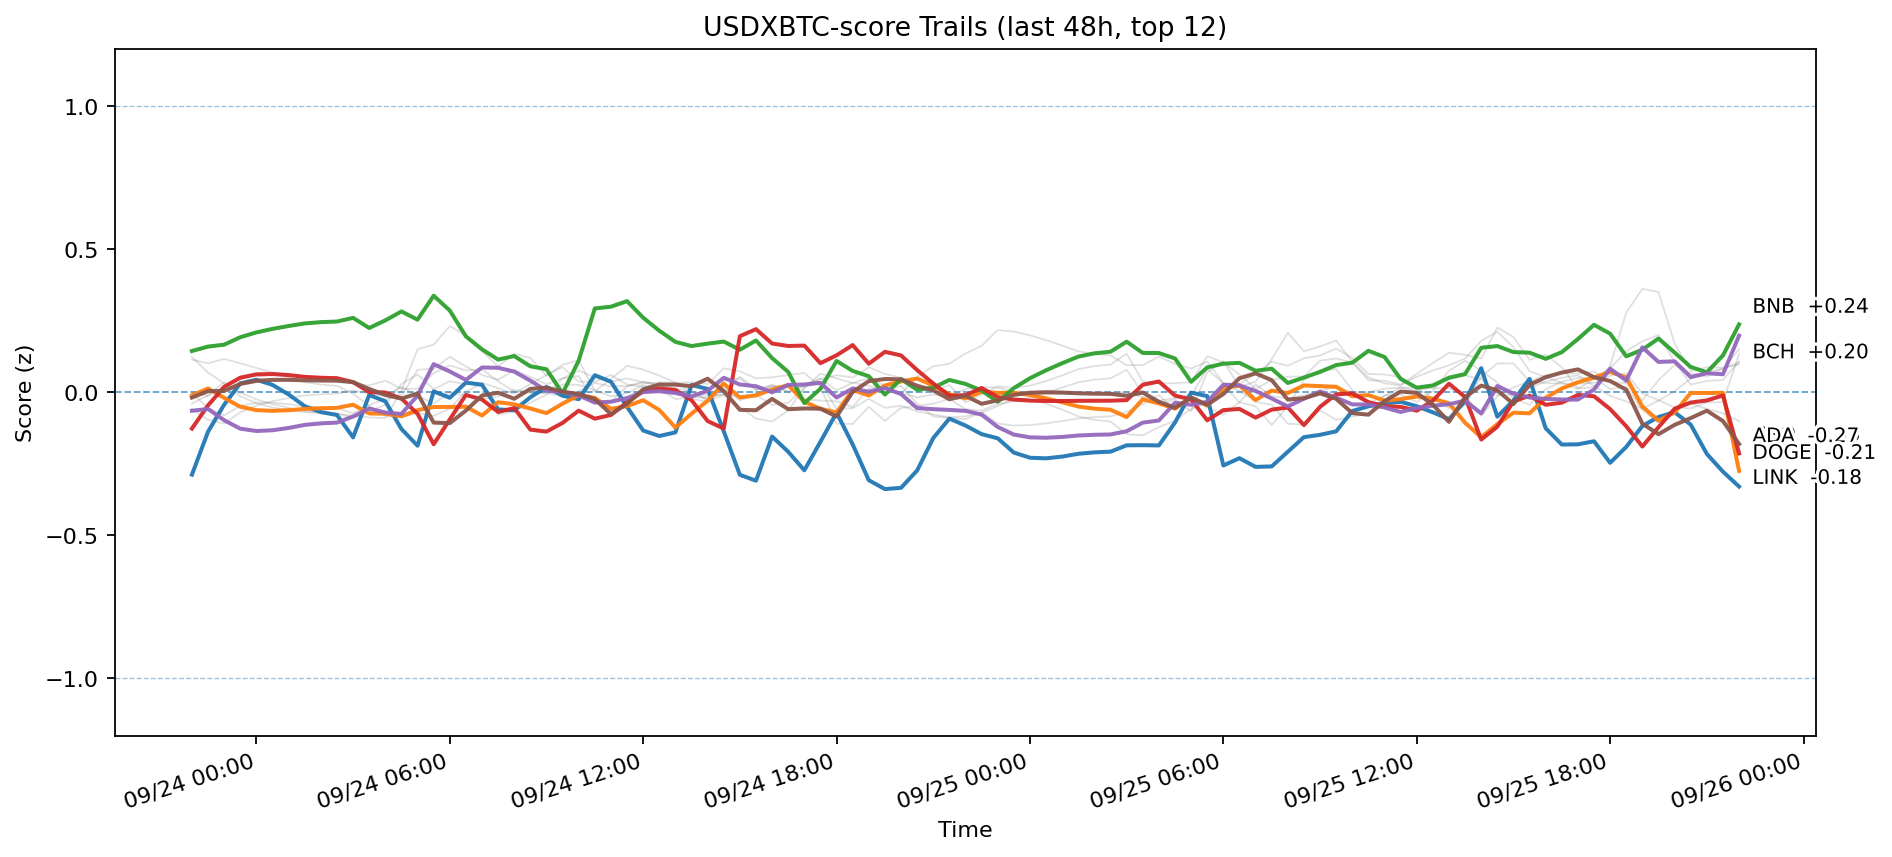 USDXBTC-score Trails (last 48h, top 12)
Score (z)
1.0
0.5
0.0
−0.5
−1.0
BNB +0.24
BCH +0.20
ADA -0.27
DOGE -0.21
LINK -0.18
09/24 00:00
09/24 06:00
09/24 12:00
09/24 18:00
09/25 00:00
09/25 06:00
09/25 12:00
09/25 18:00
09/26 00:00
Time